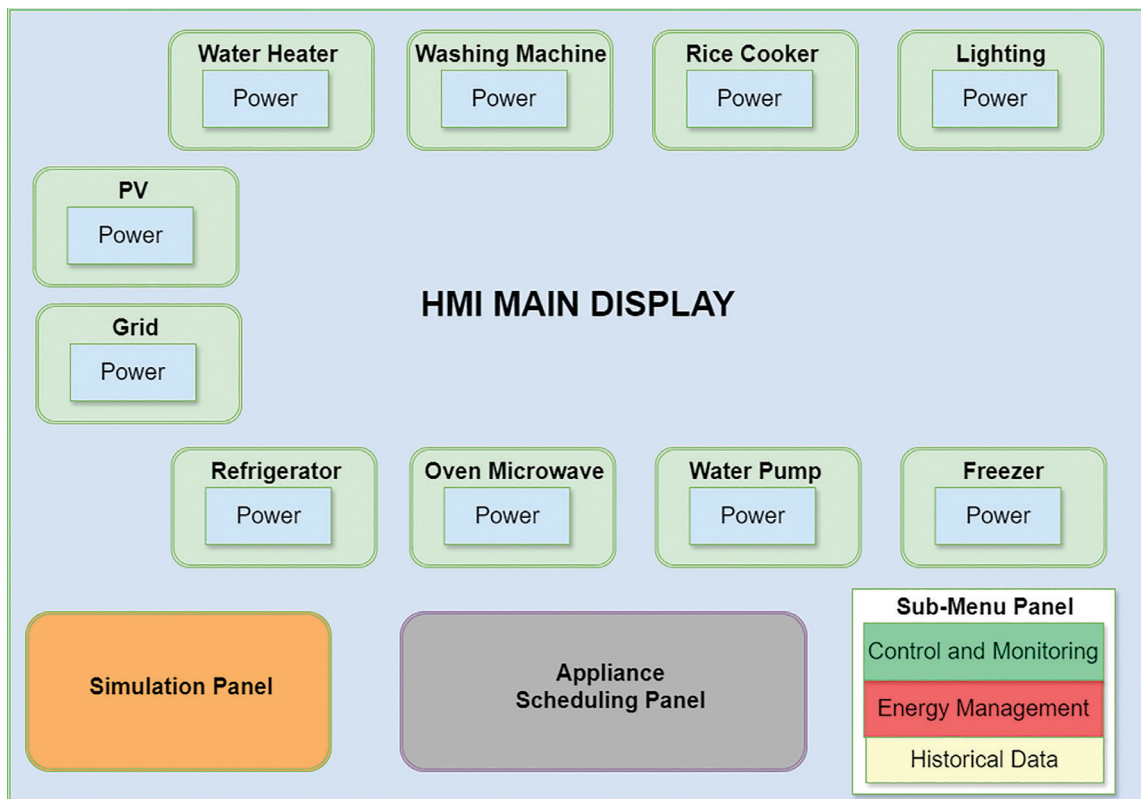 Water Heater
Power
Washing Machine
Power
Rice Cooker
Power
Lighting
Power
PV
Power
HMI MAIN DISPLAY
Grid
Power
Refrigerator
Power
Oven Microwave
Power
Water Pump
Power
Freezer
Power
Simulation Panel
Appliance
Scheduling Panel
Sub-Menu Panel
Control and Monitoring
Energy Management
Historical Data